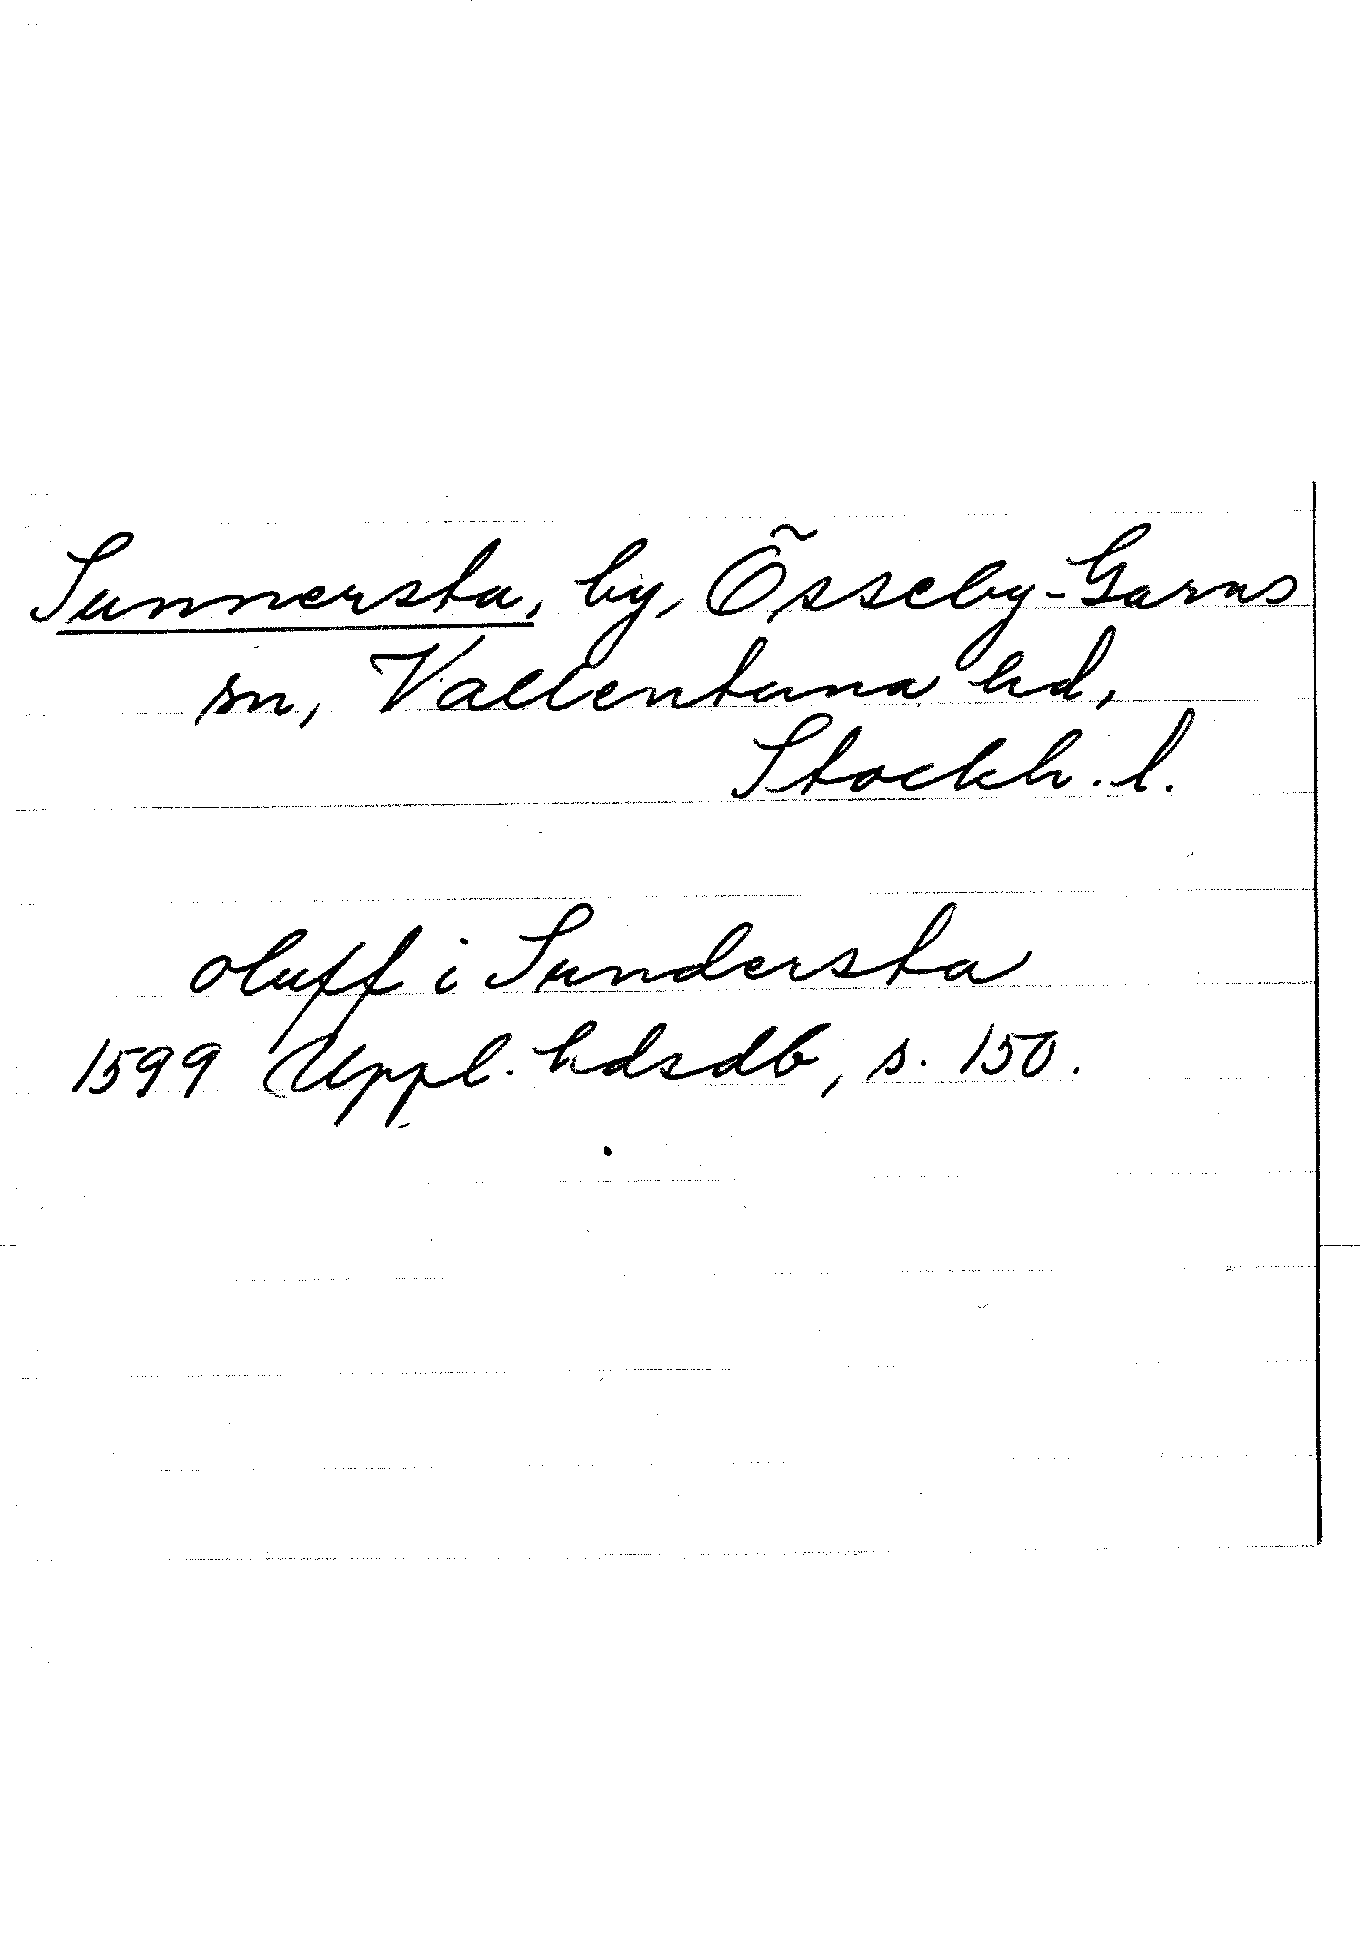 Sunnersta, by, Össeby-Garns
sn, Vallentuna hd,
Stockh. l.
oluff i Sundersta
1599 Uppl. hdsdb, s. 150.